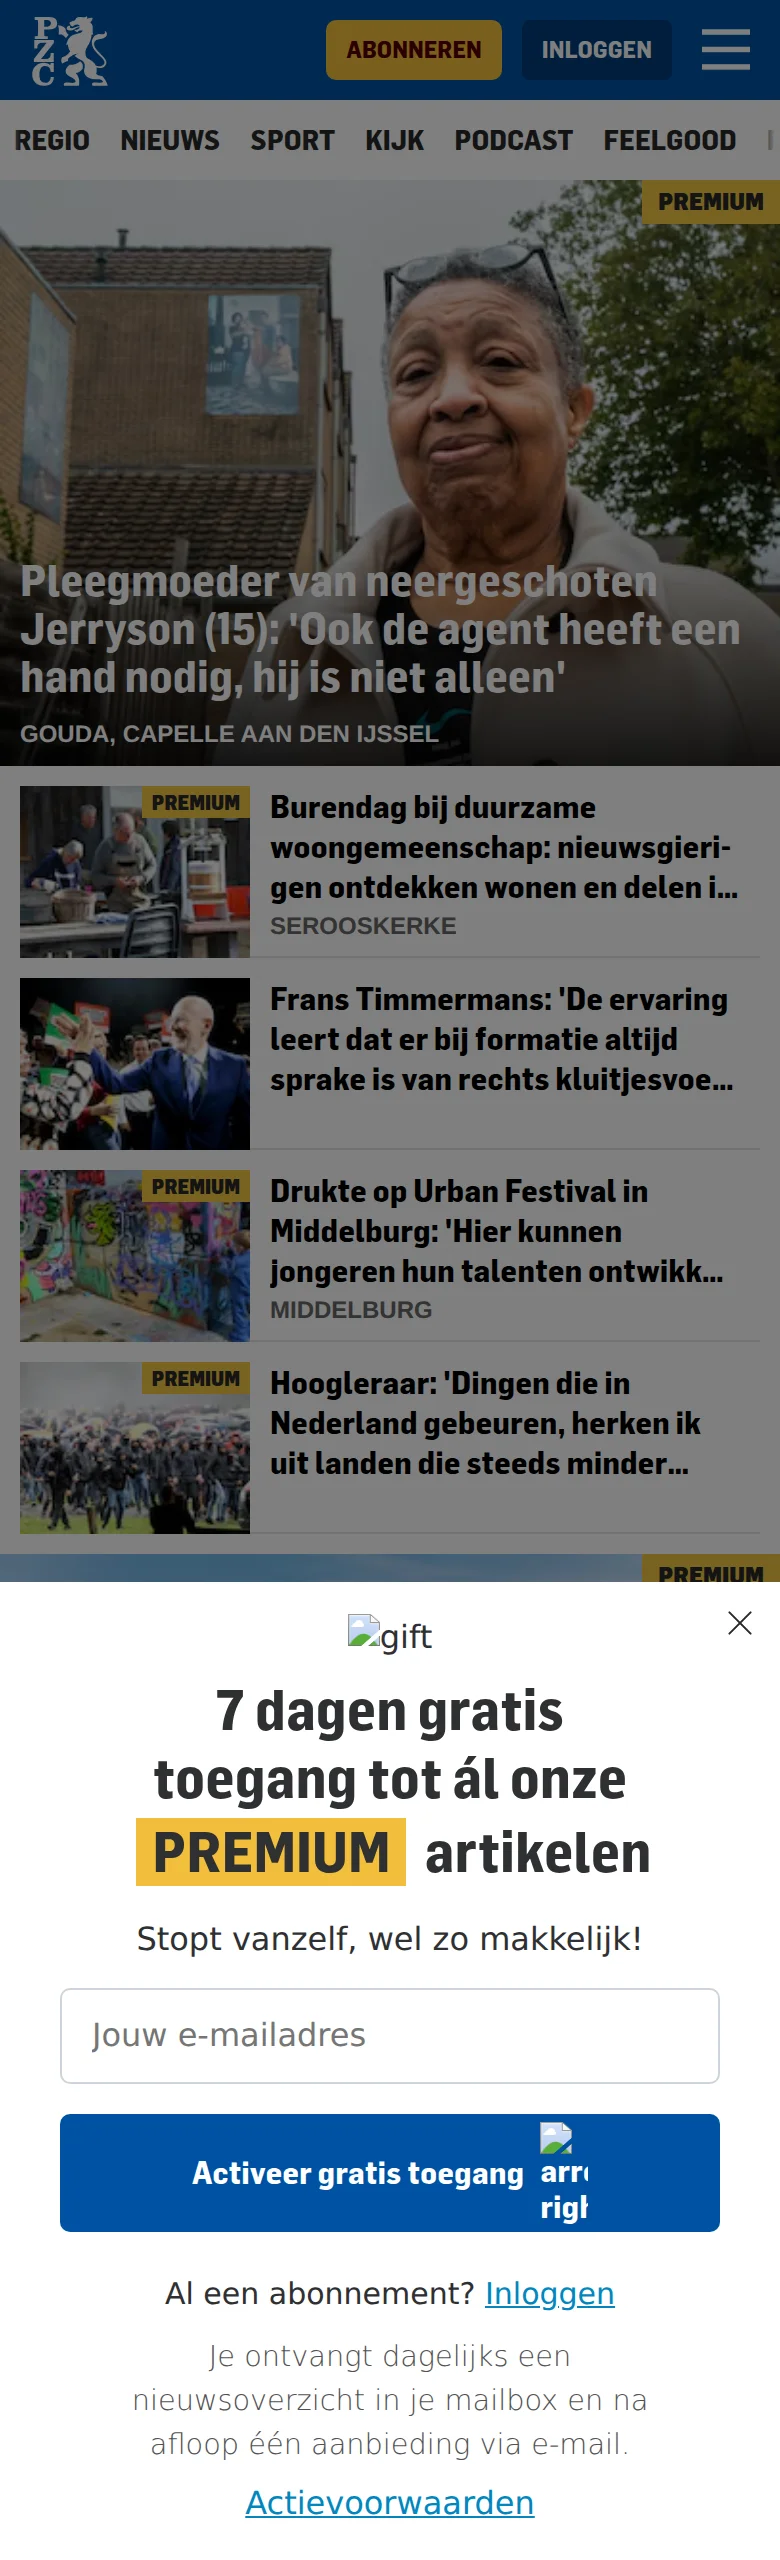 PZC
ABONNEREN
INLOGGEN
REGIO NIEUWS SPORT KIJK PODCAST FEELGOOD
PREMIUM
Pleegmoeder van neergeschoten
Jerryson (15): 'Ook de agent heeft een
hand nodig, hij is niet alleen'
GOUDA, CAPELLE AAN DEN IJSSEL
PREMIUM
Burendag bij duurzame
woongemeenschap: nieuwsgieri-
gen ontdekken wonen en delen i...
SEROOSKERKE
Frans Timmermans: 'De ervaring
leert dat er bij formatie altijd
sprake is van rechts kluitjesvoe...
PREMIUM
Drukte op Urban Festival in
Middelburg: 'Hier kunnen
jongeren hun talenten ontwikk...
MIDDELBURG
PREMIUM
Hoogleraar: 'Dingen die in
Nederland gebeuren, herken ik
uit landen die steeds minder...
PREMIUM
gift
7 dagen gratis
toegang tot ál onze
PREMIUM artikelen
Stopt vanzelf, wel zo makkelijk!
Jouw e-mailadres
Activeer gratis toegang
Al een abonnement? Inloggen
Je ontvangt dagelijks een
nieuwsoverzicht in je mailbox en na
afloop één aanbieding via e-mail.
Actievoorwaarden